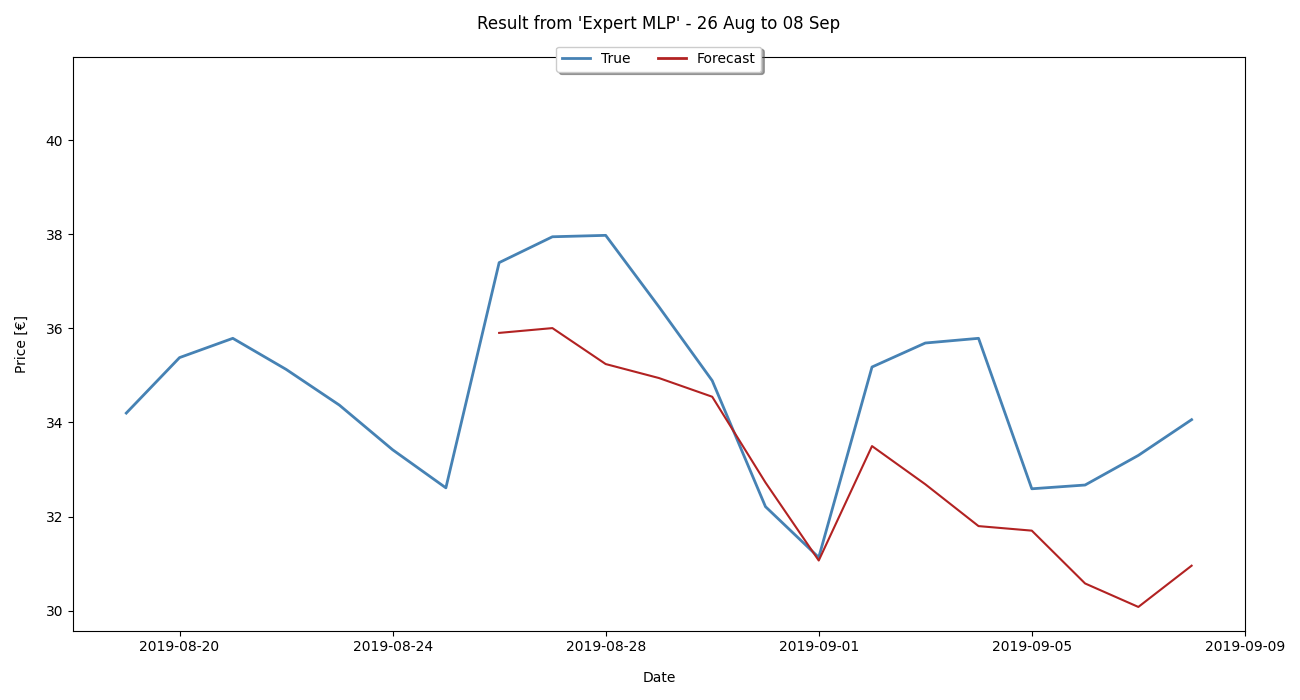 Result from 'Expert MLP' - 26 Aug to 08 Sep
True Forecast
40
38
36
34
32
30
Price [€]
2019-08-20 2019-08-24 2019-08-28 2019-09-01 2019-09-05 2019-09-09
Date